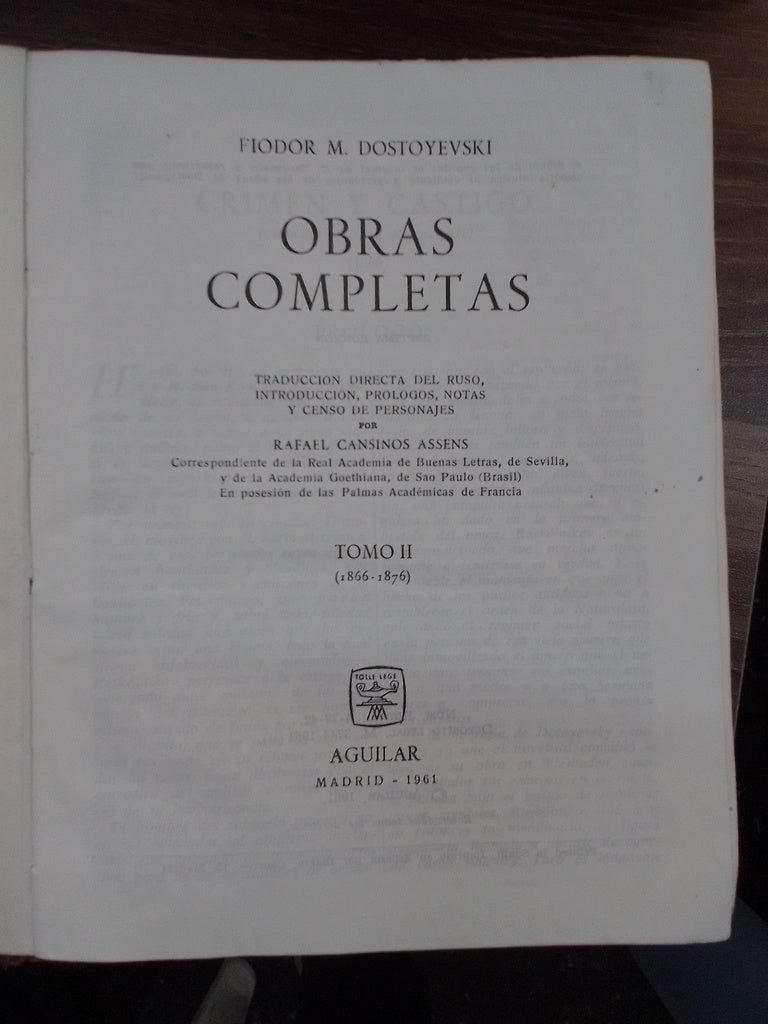 FIODOR M. DOSTOYEVSKI
CRIMEN Y CASTIGO
OBRAS
COMPLETAS
TRADUCCION DIRECTA DEL RUSO,
INTRODUCCION, PROLOGOS, NOTAS
Y CENSO DE PERSONAJES
POR
RAFAEL CANSINOS ASSENS
Correspondiente de la Real Academia de Buenas Letras, de Sevilla,
y de la Academia Goethiana, de Sao Paulo (Brasil)
En posesión de las Palmas Académicas de Francia
TOMO II
(1866-1876)
TOLLE LEGE
AGUILAR
MADRID - 1961